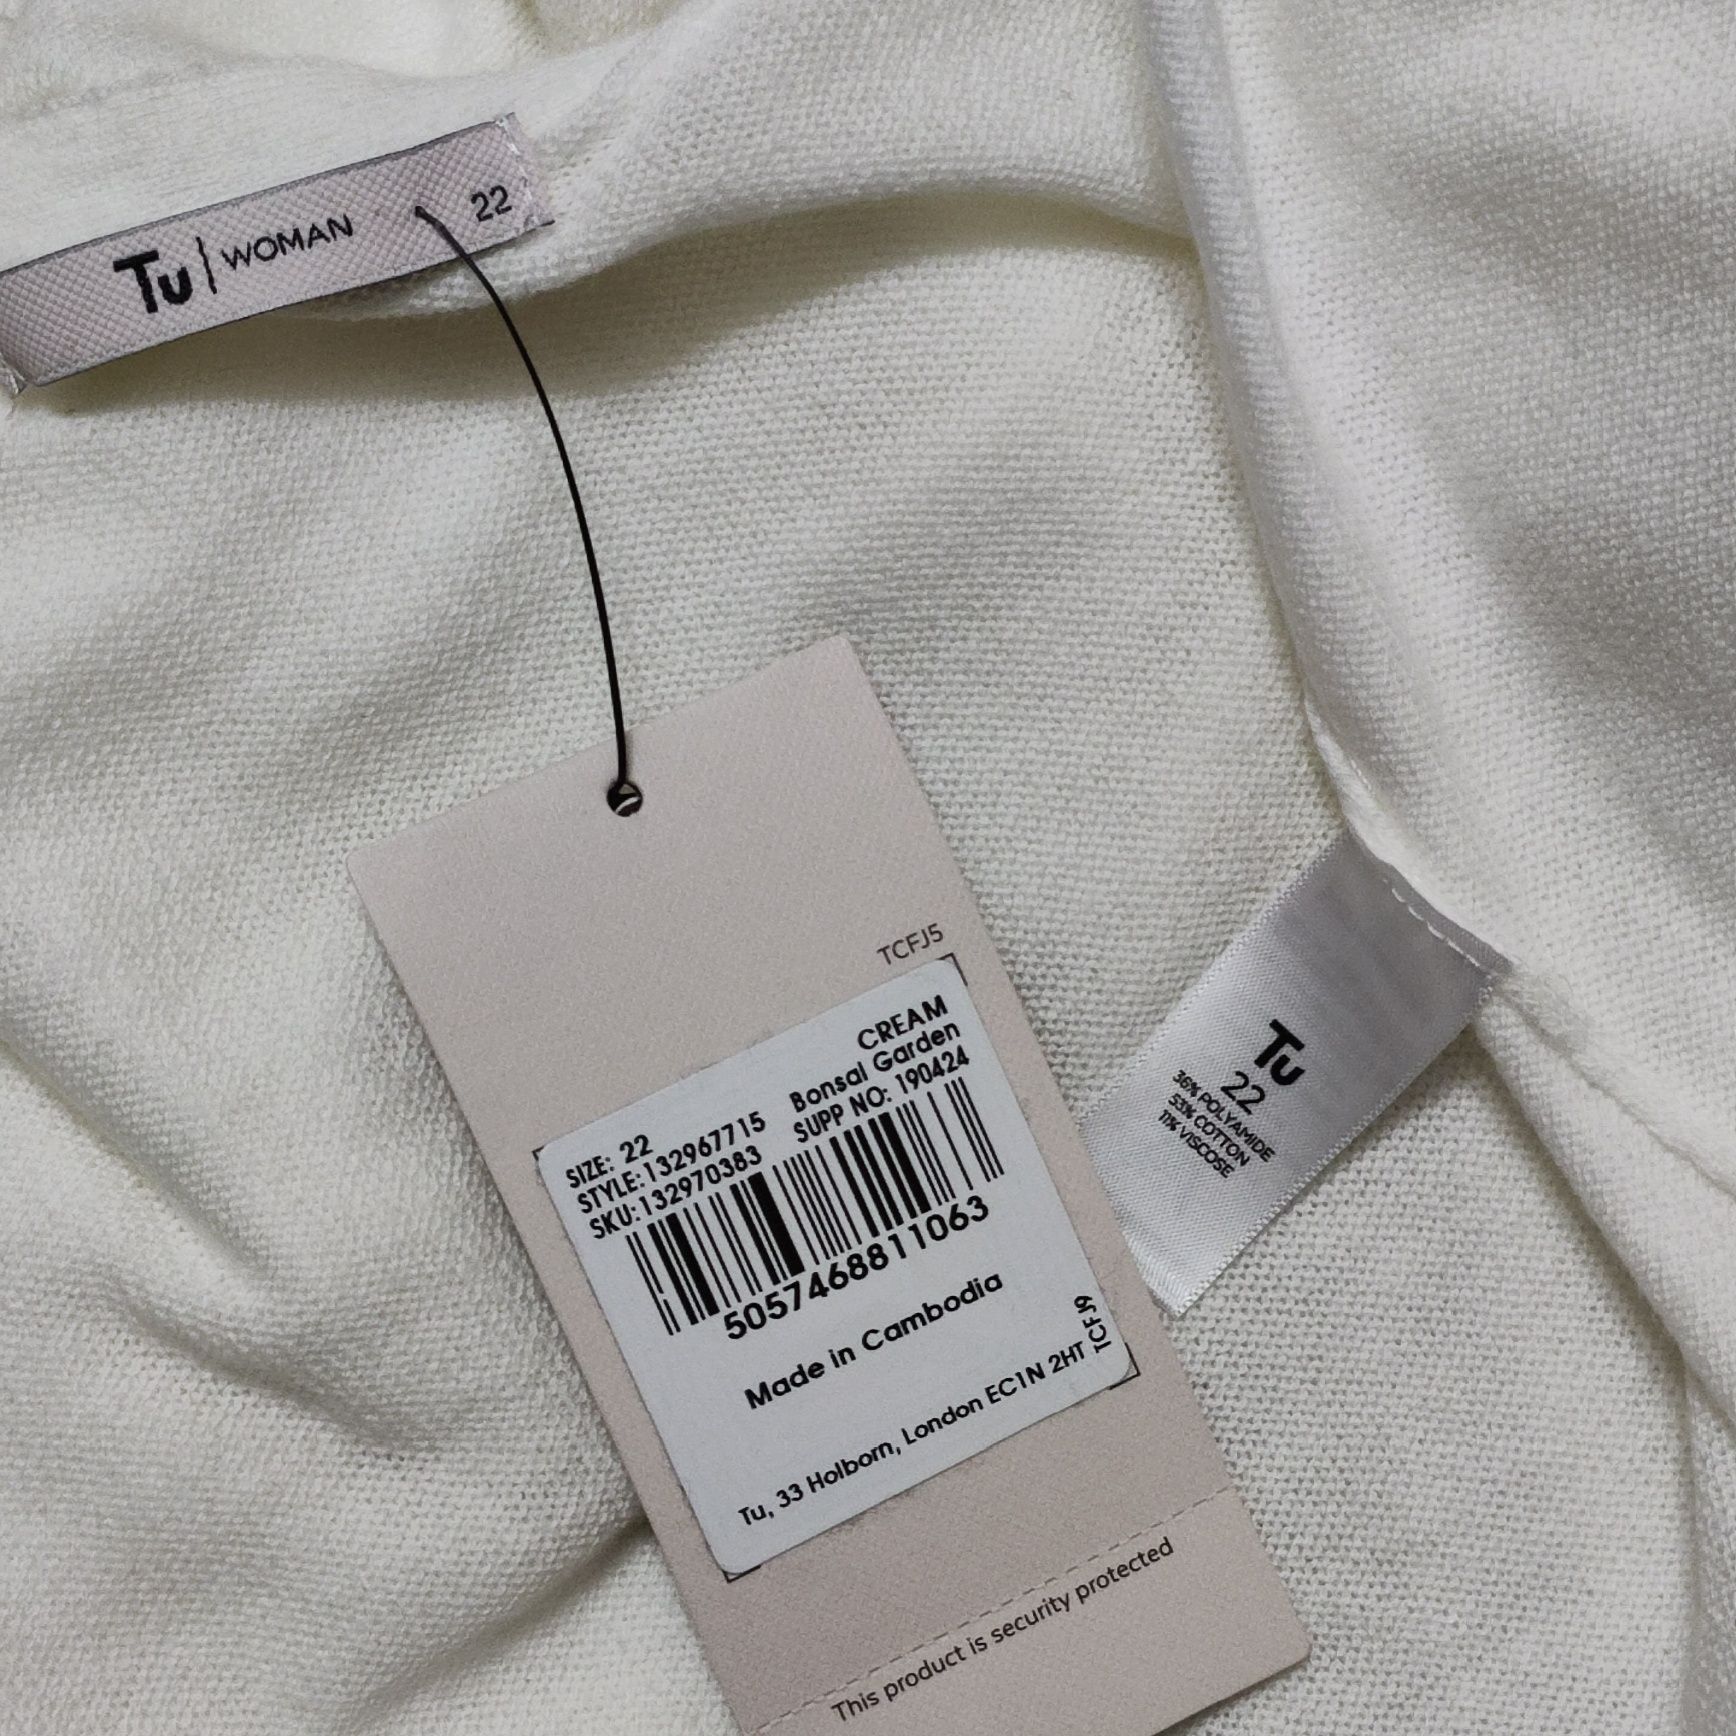 Tu | WOMAN 22
TCFJ5
CREAM
Bonsal Garden
SIZE: 22
STYLE:132967715
SUPP NO: 190424
SKU:132970383
5057468811063
Made in Cambodia
TCFJ9
Tu, 33 Holborn, London EC1N 2HT
This product is security protected
Tu
22
36% POLYAMIDE
53% COTTON
11% VISCOSE